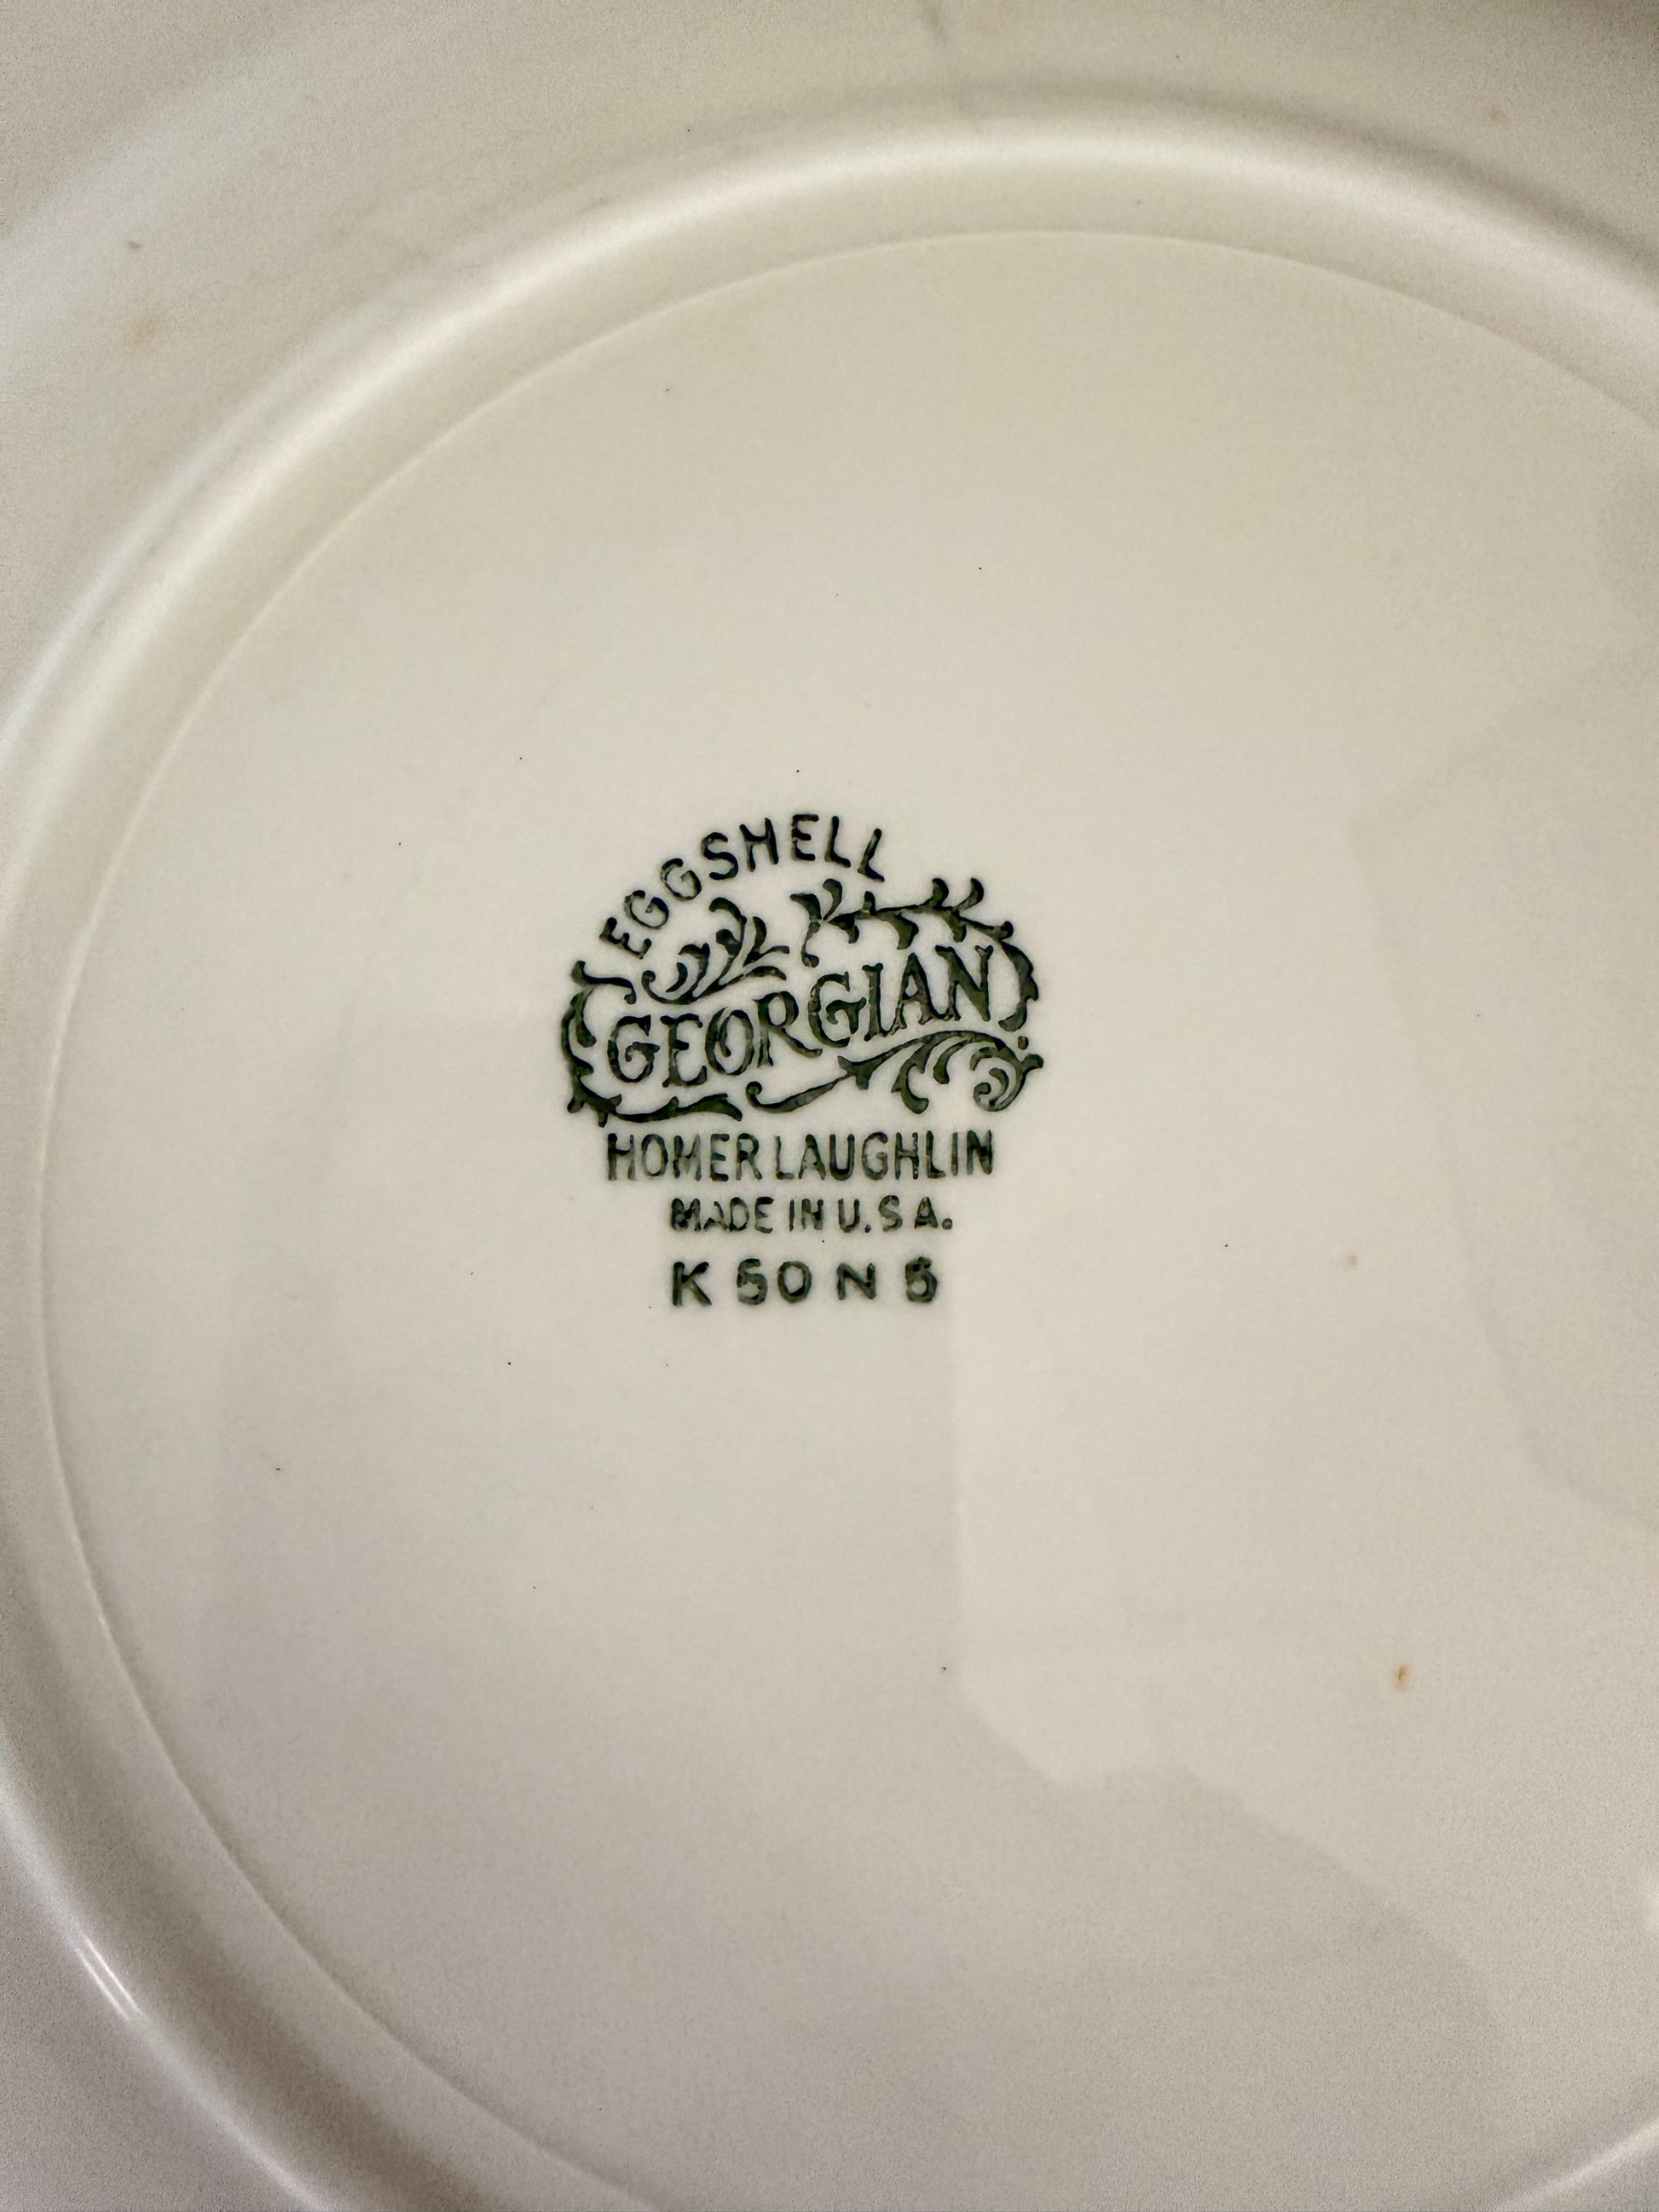 EGGSHELL
GEORGIAN
HOMER LAUGHLIN
MADE IN U.S.A.
K 50 N 5